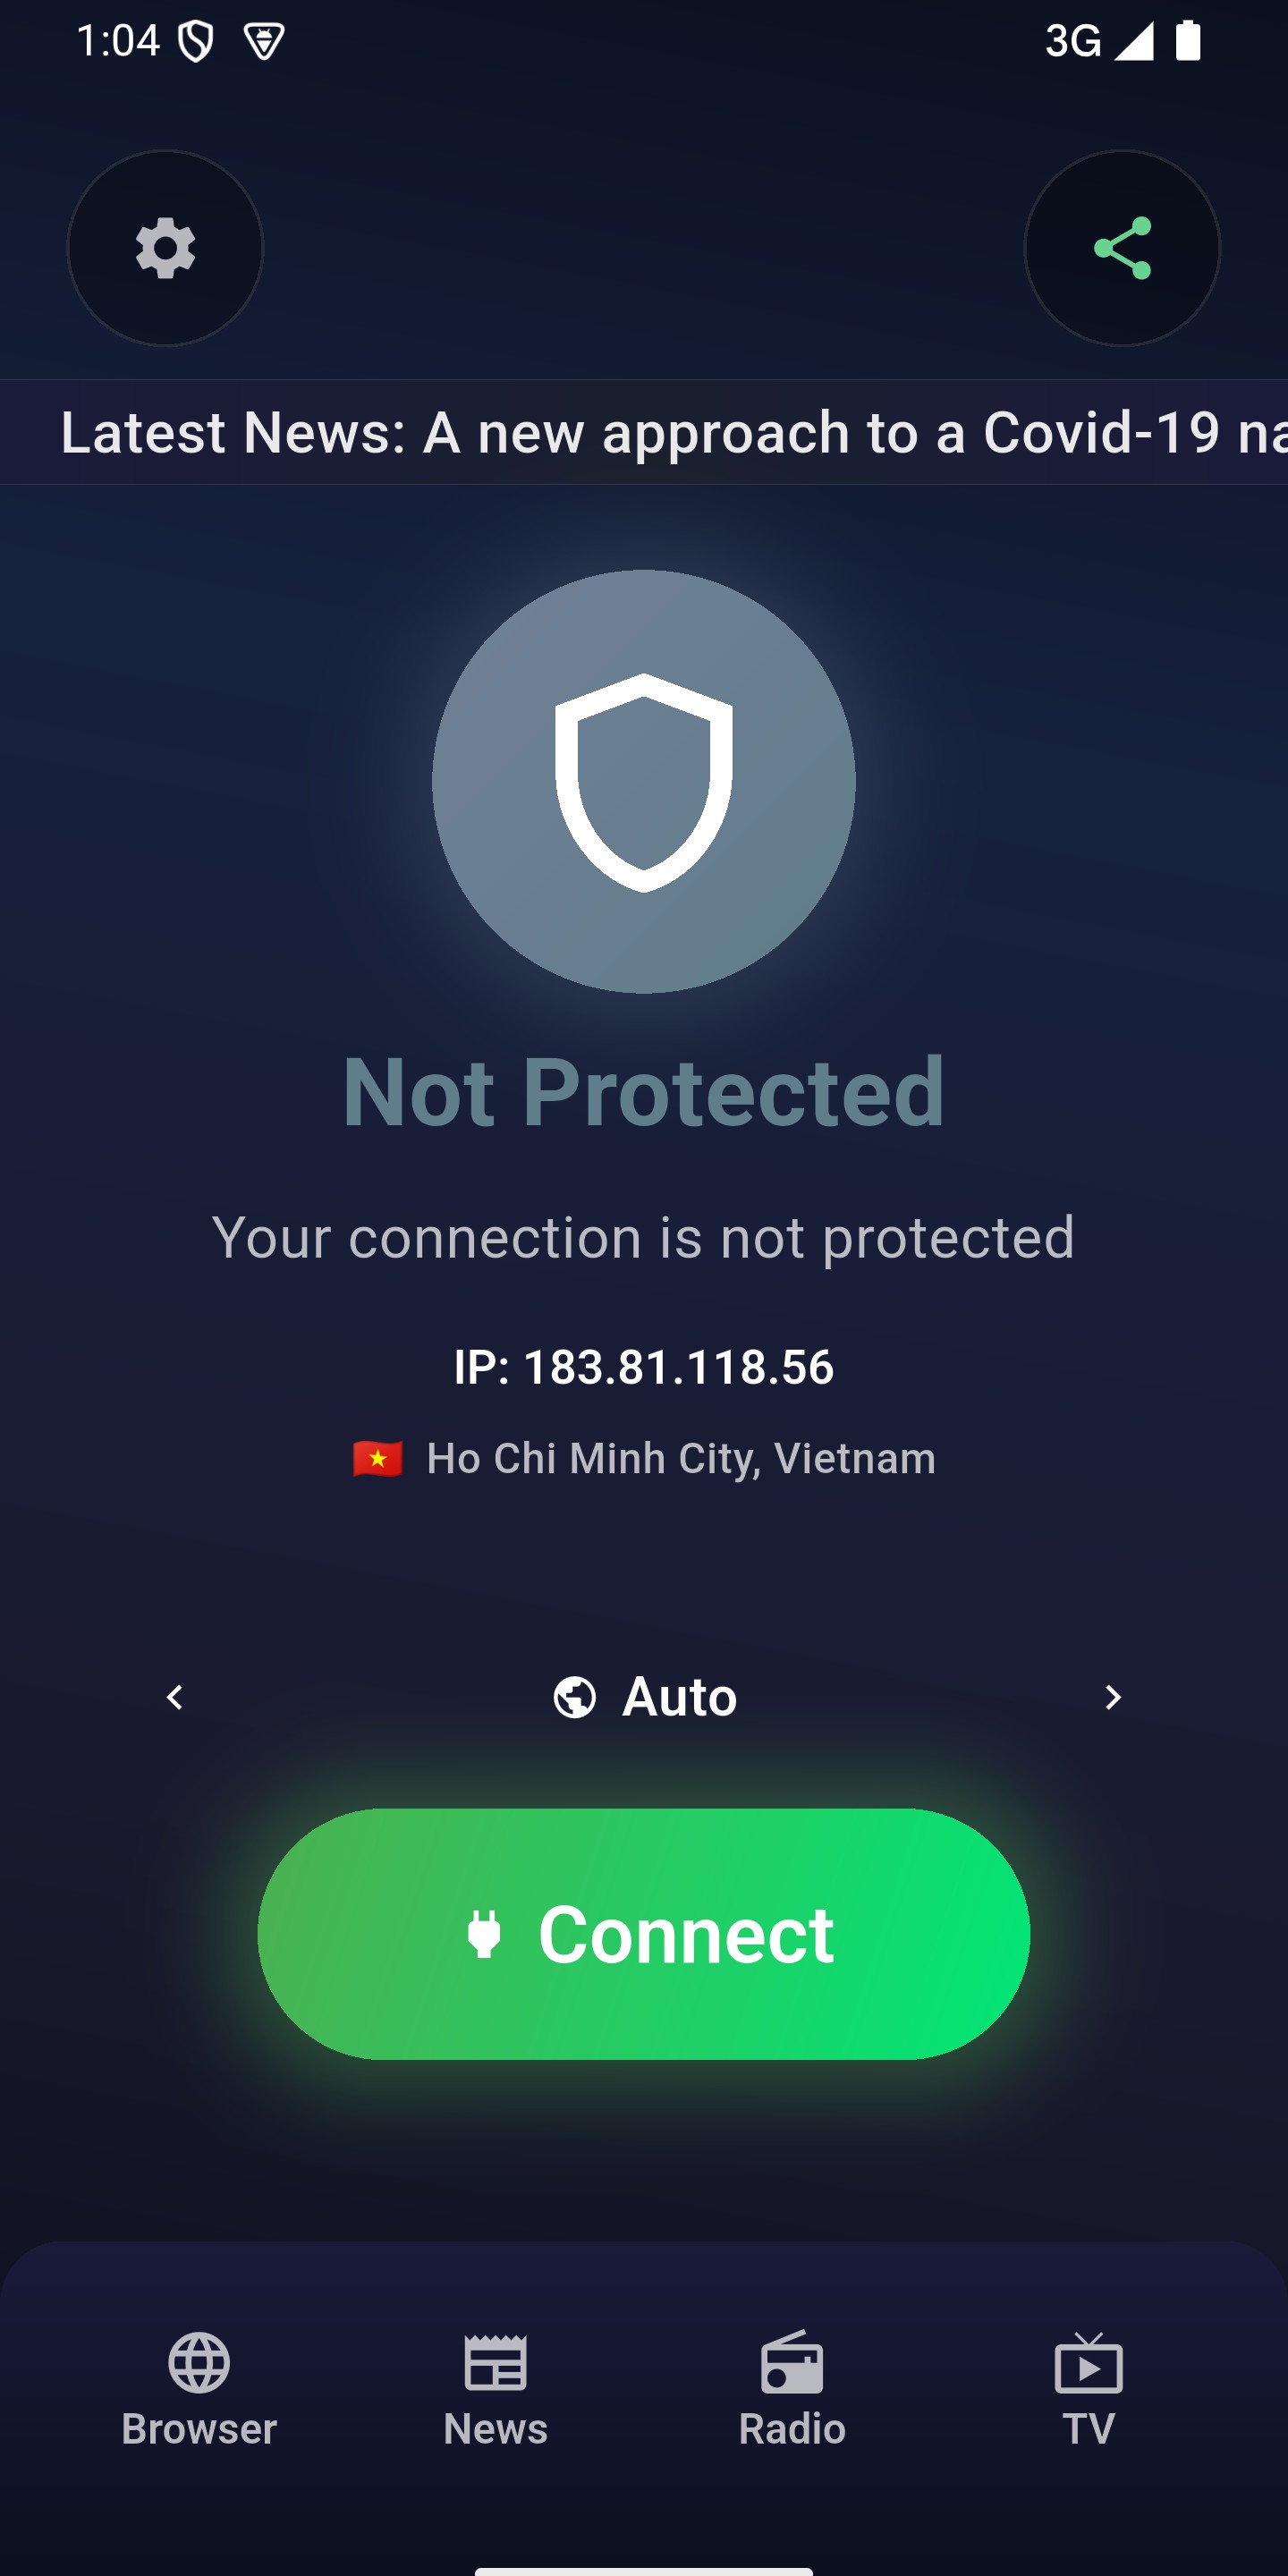 1:04
3G
Latest News: A new approach to a Covid-19 na
Not Protected
Your connection is not protected
IP: 183.81.118.56
Ho Chi Minh City, Vietnam
Auto
Connect
Browser
News
Radio
TV